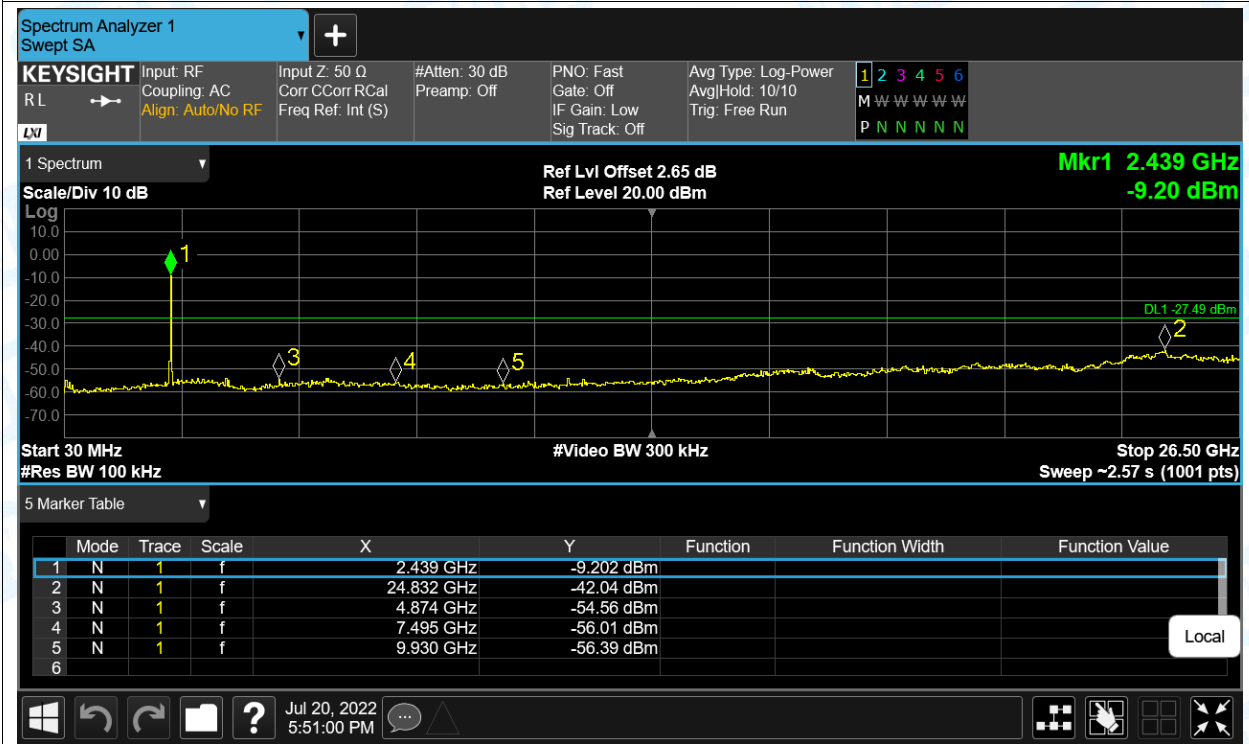 Spectrum Analyzer 1
Swept SA
KEYSIGHT
R L
LXI
Input: RF
Coupling: AC
Align: Auto/No RF
Input Z: 50 Ω
Corr CCorr RCal
Freq Ref: Int (S)
#Atten: 30 dB
Preamp: Off
PNO: Fast
Gate: Off
IF Gain: Low
Sig Track: Off
Avg Type: Log-Power
Avg|Hold: 10/10
Trig: Free Run
1 2 3 4 5 6
M W W W W W
P N N N N N
1 Spectrum
Scale/Div 10 dB
Ref Lvl Offset 2.65 dB
Ref Level 20.00 dBm
Mkr1 2.439 GHz
-9.20 dBm
Log
10.0
0.00
-10.0
-20.0
-30.0
-40.0
-50.0
-60.0
-70.0
1
DL1 -27.49 dBm
2
3
4
5
Start 30 MHz
#Video BW 300 kHz
Stop 26.50 GHz
#Res BW 100 kHz
Sweep ~2.57 s (1001 pts)
5 Marker Table
Mode Trace Scale X Y Function Function Width Function Value
1 N 1 f 2.439 GHz -9.202 dBm
2 N 1 f 24.832 GHz -42.04 dBm
3 N 1 f 4.874 GHz -54.56 dBm
4 N 1 f 7.495 GHz -56.01 dBm
5 N 1 f 9.930 GHz -56.39 dBm
6
Local
?
Jul 20, 2022
5:51:00 PM